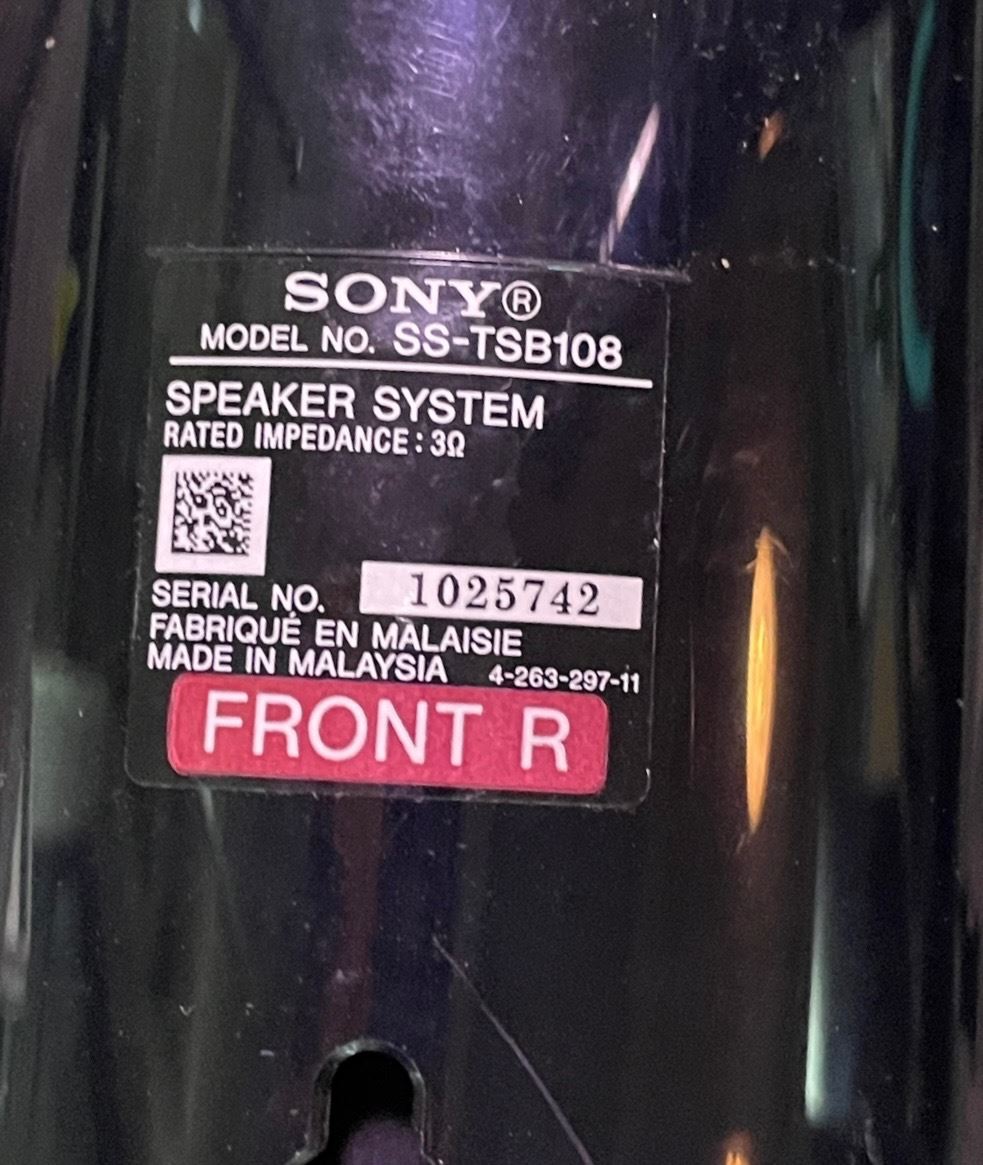 SONY®
MODEL NO. SS-TSB108
SPEAKER SYSTEM
RATED IMPEDANCE : 3Ω
SERIAL NO. 1025742
FABRIQUÉ EN MALAISIE
MADE IN MALAYSIA 4-263-297-11
FRONT R